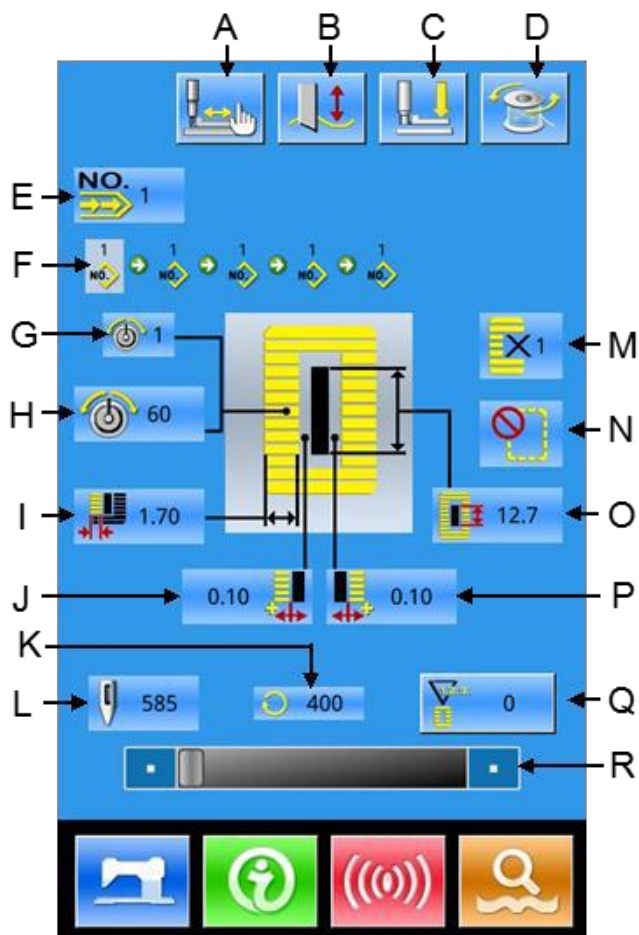 A B C D
E NO. 1
F 1 1 1 1 1
NO. NO. NO. NO. NO.
G 1
1 M
H 60
N
I 1.70
12.7 O
J 0.10 0.10 P
K
L 585 400 0 Q
R